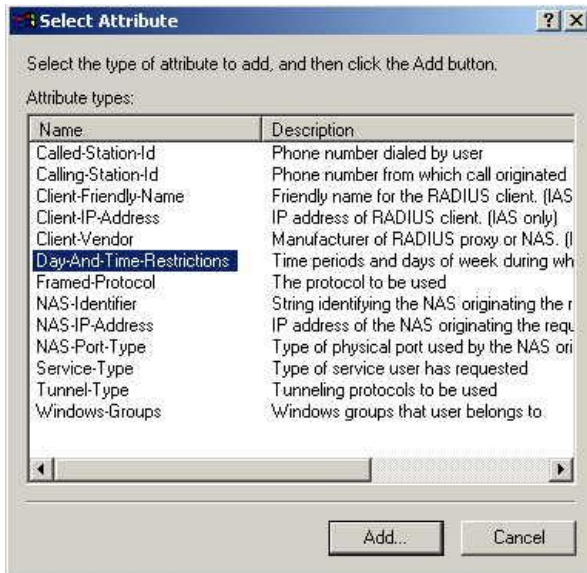 Select Attribute
Select the type of attribute to add, and then click the Add button.
Attribute types:
Name Description
Called-Station-Id Phone number dialed by user
Calling-Station-Id Phone number from which call originated
Client-Friendly-Name Friendly name for the RADIUS client. (IAS
Client-IP-Address IP address of RADIUS client. (IAS only)
Client-Vendor Manufacturer of RADIUS proxy or NAS. (I
Day-And-Time-Restrictions Time periods and days of week during wh
Framed-Protocol The protocol to be used
NAS-Identifier String identifying the NAS originating the r
NAS-IP-Address IP address of the NAS originating the requ
NAS-Port-Type Type of physical port used by the NAS ori
Service-Type Type of service user has requested
Tunnel-Type Tunneling protocols to be used
Windows-Groups Windows groups that user belongs to
Add... Cancel